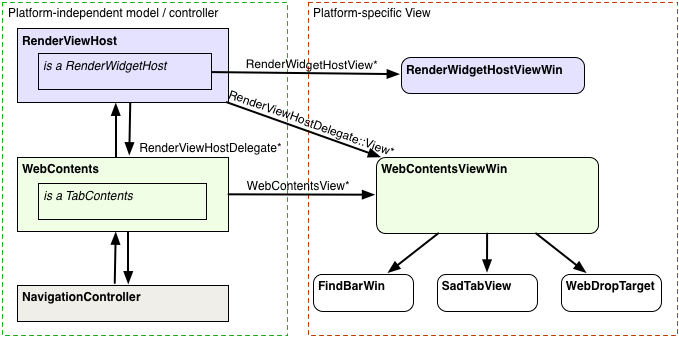 Platform-independent model / controller
Platform-specific View
RenderViewHost
is a RenderWidgetHost
RenderWidgetHostView*
RenderWidgetHostViewWin
RenderViewHostDelegate::View*
RenderViewHostDelegate*
WebContents
is a TabContents
WebContentsView*
WebContentsViewWin
NavigationController
FindBarWin
SadTabView
WebDropTarget